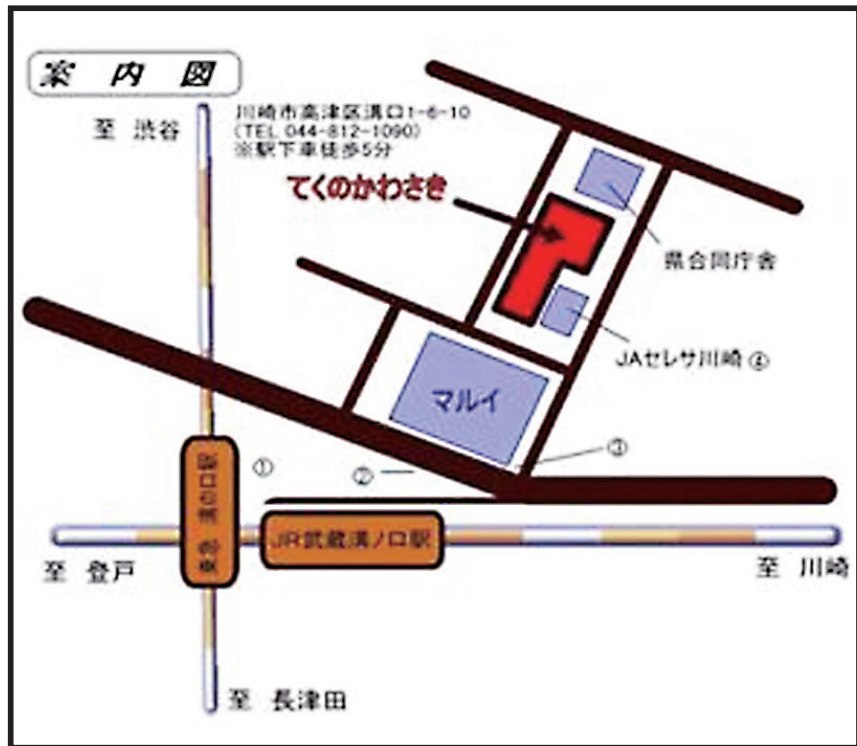 案 内 図
至 渋谷
川崎市高津区溝口1-6-10
(TEL 044-812-1090)
※駅下車徒歩5分
てくのかわさき
県合同庁舎
JAセレサ川崎 ④
マルイ
③
②
①
東急 溝の口駅
JR武蔵溝ノ口駅
至 登戸
至 川崎
至 長津田